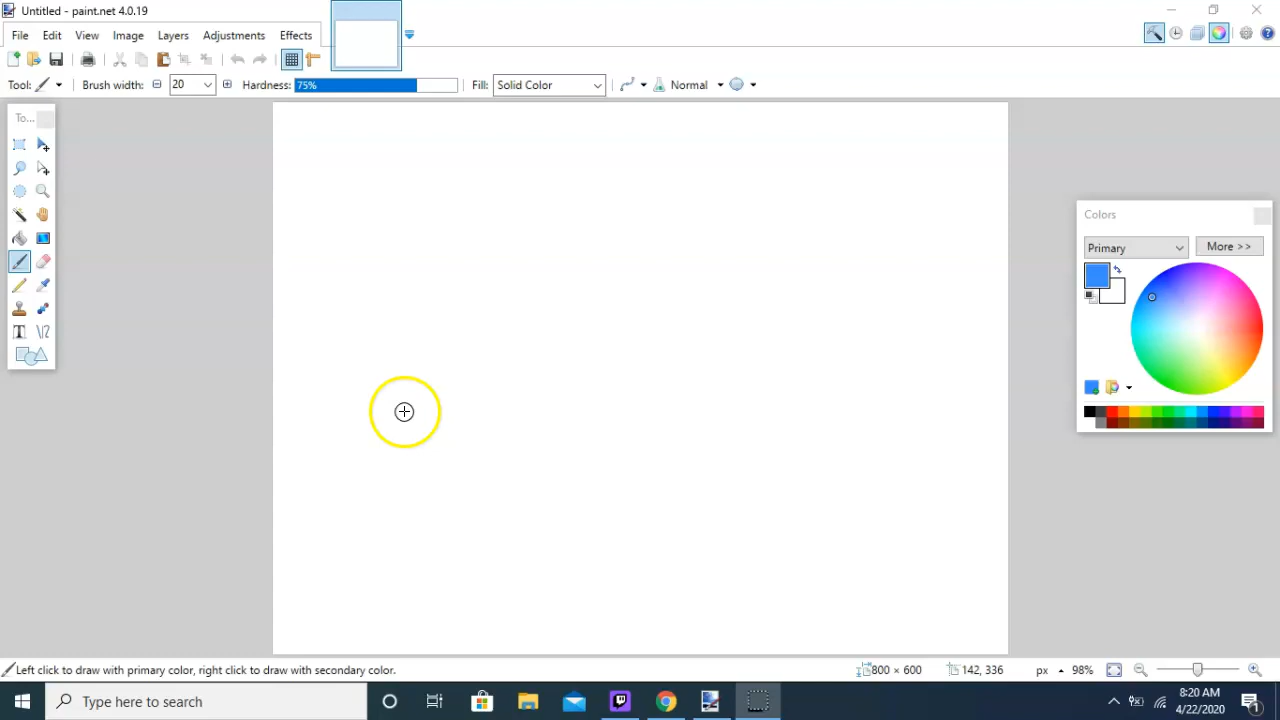 Untitled - paint.net 4.0.19
File Edit View Image Layers Adjustments Effects
Tool: Brush width: 20 Hardness: 75% Fill: Solid Color Normal
To...
Colors
Primary More >>
Left click to draw with primary color, right click to draw with secondary color. 800 × 600 142, 336 px 98%
Type here to search
8:20 AM
4/22/2020
1